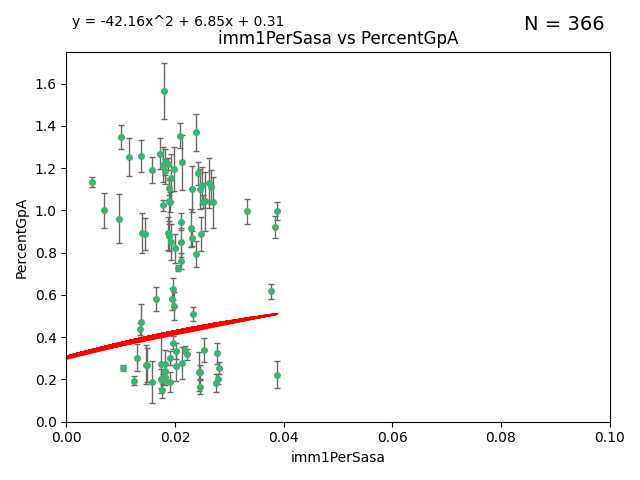 y = -42.16x^2 + 6.85x + 0.31
N = 366
imm1PerSasa vs PercentGpA
PercentGpA
1.6
1.4
1.2
1.0
0.8
0.6
0.4
0.2
0.0
0.00 0.02 0.04 0.06 0.08 0.10
imm1PerSasa